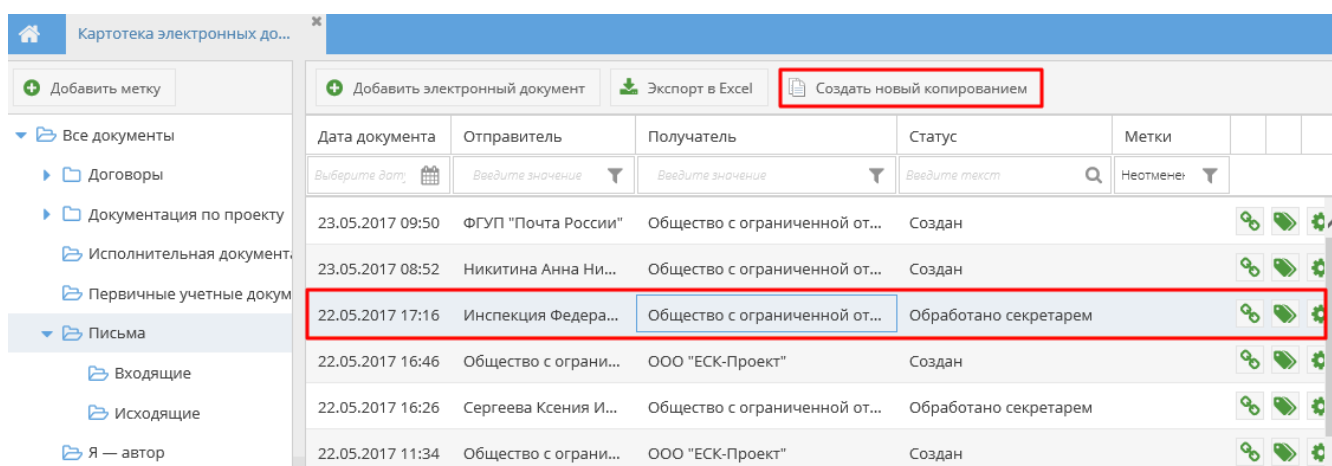 Картотека электронных до...
Добавить метку
Добавить электронный документ Экспорт в Excel Создать новый копированием
Все документы
Договоры
Документация по проекту
Исполнительная документ
Первичные учетные докум
Письма
Входящие
Исходящие
Я — автор
Дата документа Отправитель Получатель Статус Метки
Выберите дат Введите значение Введите значение Введите текст Неотменен
23.05.2017 09:50 ФГУП "Почта России" Общество с ограниченной от... Создан
23.05.2017 08:52 Никитина Анна Ни... Общество с ограниченной от... Создан
22.05.2017 17:16 Инспекция Федера... Общество с ограниченной от... Обработано секретарем
22.05.2017 16:46 Общество с ограни... ООО "ЕСК-Проект" Создан
22.05.2017 16:26 Сергеева Ксения И... Общество с ограниченной от... Обработано секретарем
22.05.2017 11:34 Общество с ограни... ООО "ЕСК-Проект" Создан